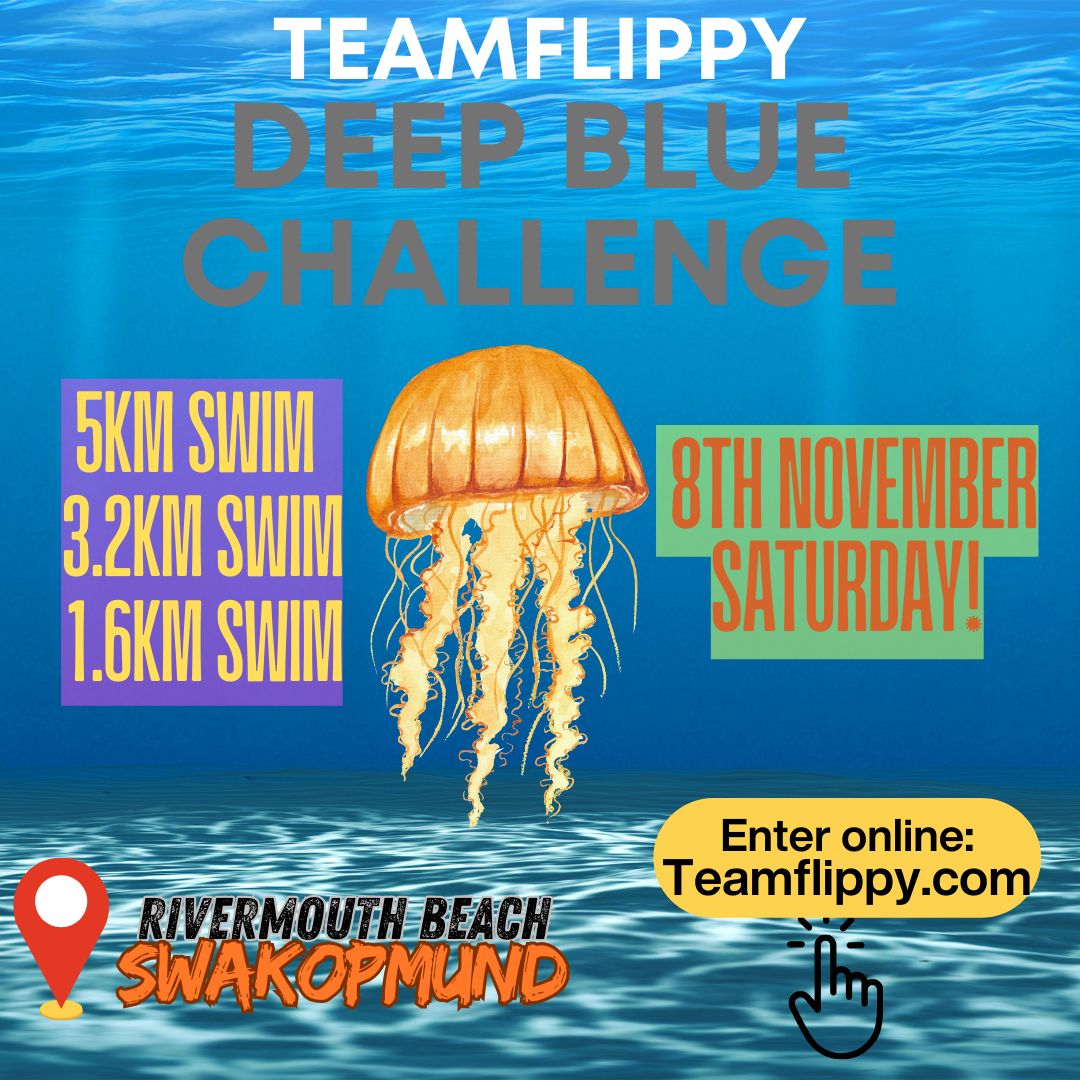 TEAMFLIPPY
DEEP BLUE
CHALLENGE
5KM SWIM
3.2KM SWIM
1.6KM SWIM
8TH NOVEMBER
SATURDAY!
Enter online:
Teamflippy.com
RIVERMOUTH BEACH
SWAKOPMUND